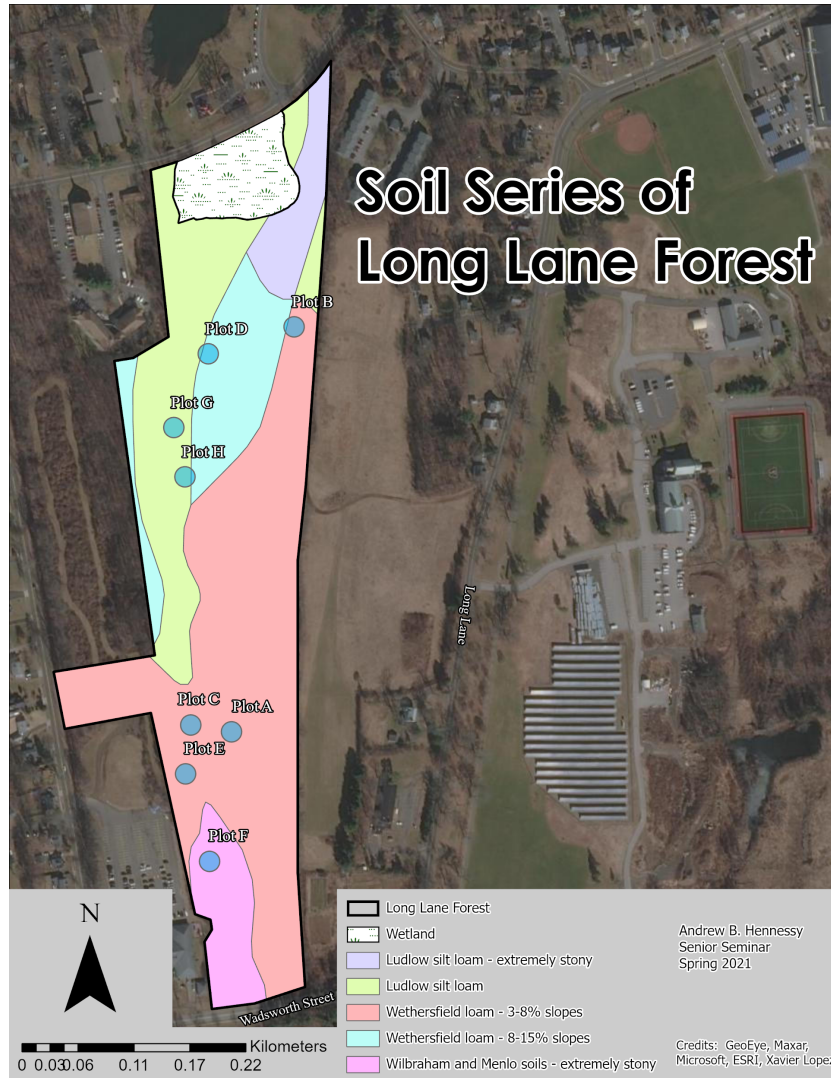 Soil Series of
Long Lane Forest
Plot B
Plot D
Plot G
Plot H
Long Lane
Plot C
Plot A
Plot E
Plot F
Wadsworth Street
N
Kilometers
0 0.03 0.06 0.11 0.17 0.22
Long Lane Forest
Wetland
Ludlow silt loam - extremely stony
Ludlow silt loam
Wethersfield loam - 3-8% slopes
Wethersfield loam - 8-15% slopes
Wilbraham and Menlo soils - extremely stony
Andrew B. Hennessy
Senior Seminar
Spring 2021
Credits: GeoEye, Maxar,
Microsoft, ESRI, Xavier Lopez